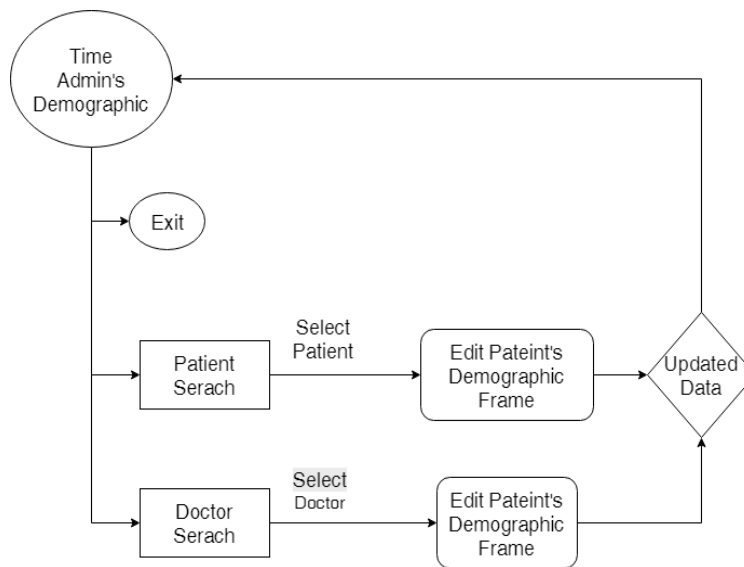 Time
Admin's
Demographic
Exit
Select
Patient
Patient
Serach
Edit Pateint's
Demographic
Frame
Updated
Data
Select
Doctor
Doctor
Serach
Edit Pateint's
Demographic
Frame